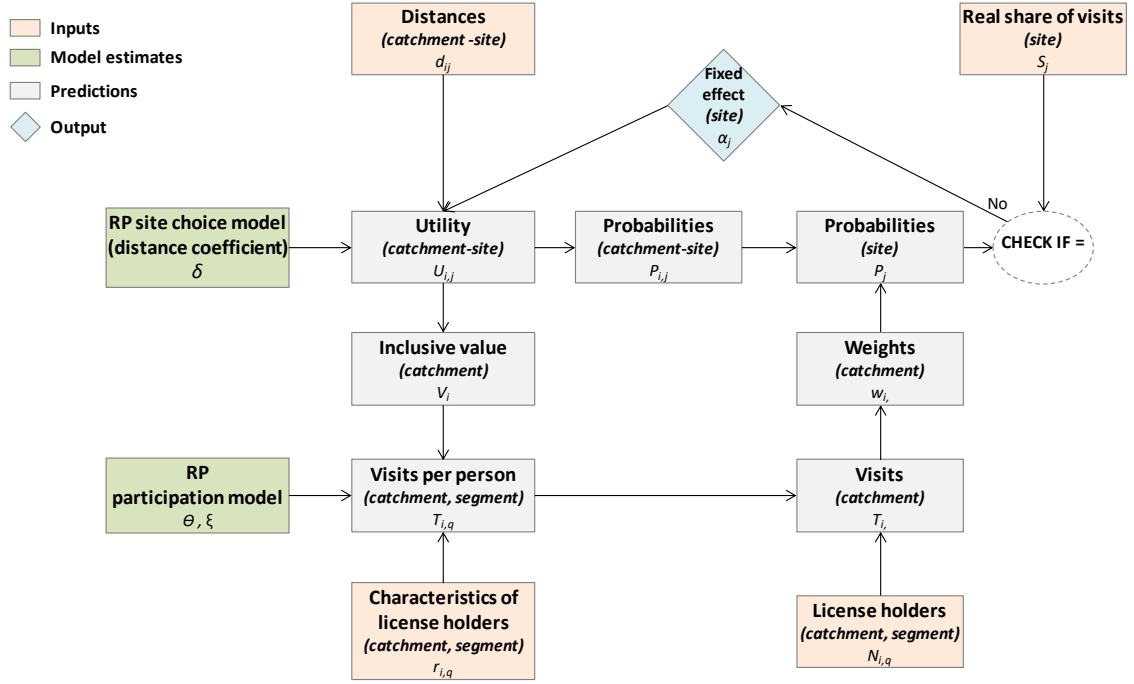 Inputs
Model estimates
Predictions
Output
Distances
(catchment -site)
dij
Fixed
effect
(site)
αj
Real share of visits
(site)
Sj
RP site choice model
(distance coefficient)
δ
Utility
(catchment-site)
Ui,j
Probabilities
(catchment-site)
Pi,j
Probabilities
(site)
Pj
No
CHECK IF =
Inclusive value
(catchment)
Vi
Weights
(catchment)
wi,
RP
participation model
Ɵ , ξ
Visits per person
(catchment, segment)
Ti,q
Visits
(catchment)
Ti,
Characteristics of
license holders
(catchment, segment)
ri,q
License holders
(catchment, segment)
Ni,q